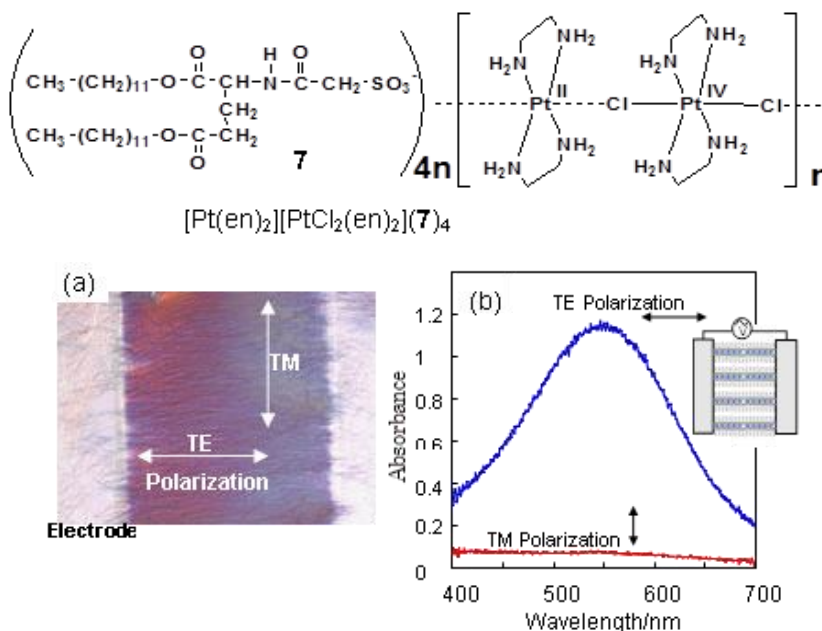 CH₃-(CH₂)₁₁-O-C-CH-N-C-CH₂-SO₃⁻
O
H
O
CH₂
CH₃-(CH₂)₁₁-O-C-CH₂
O
7
4n
NH₂
H₂N
Pt II
Cl
Pt IV
Cl
NH₂
H₂N
NH₂
H₂N
NH₂
H₂N
n
[Pt(en)₂][PtCl₂(en)₂](7)₄
(a)
TM
TE
Polarization
Electrode
(b)
TE Polarization
V
TM Polarization
Absorbance
1.2
1
0.8
0.6
0.4
0.2
0
400 500 600 700
Wavelength/nm